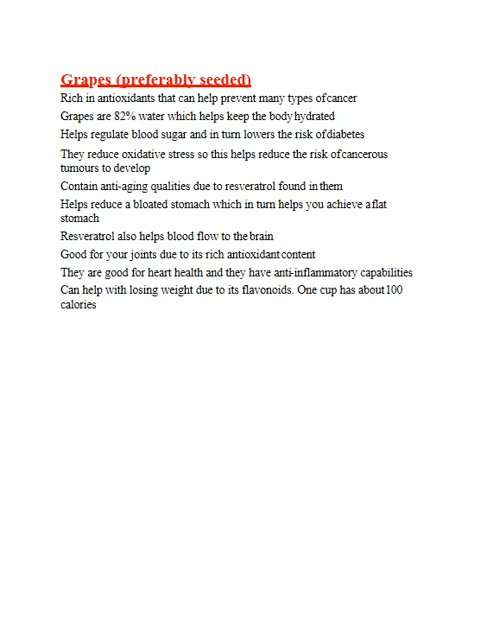 Grapes (preferably seeded)
Rich in antioxidants that can help prevent many types of cancer
Grapes are 82% water which helps keep the body hydrated
Helps regulate blood sugar and in turn lowers the risk of diabetes
They reduce oxidative stress so this helps reduce the risk of cancerous
tumours to develop
Contain anti-aging qualities due to resveratrol found in them
Helps reduce a bloated stomach which in turn helps you achieve a flat
stomach
Resveratrol also helps blood flow to the brain
Good for your joints due to its rich antioxidant content
They are good for heart health and they have anti-inflammatory capabilities
Can help with losing weight due to its flavonoids. One cup has about 100
calories